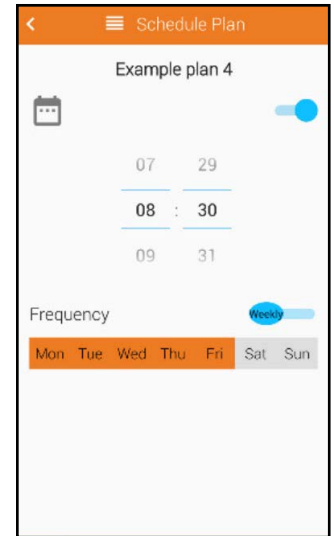 Schedule Plan
Example plan 4
07 29
08 : 30
09 31
Frequency Weekly
Mon Tue Wed Thu Fri Sat Sun